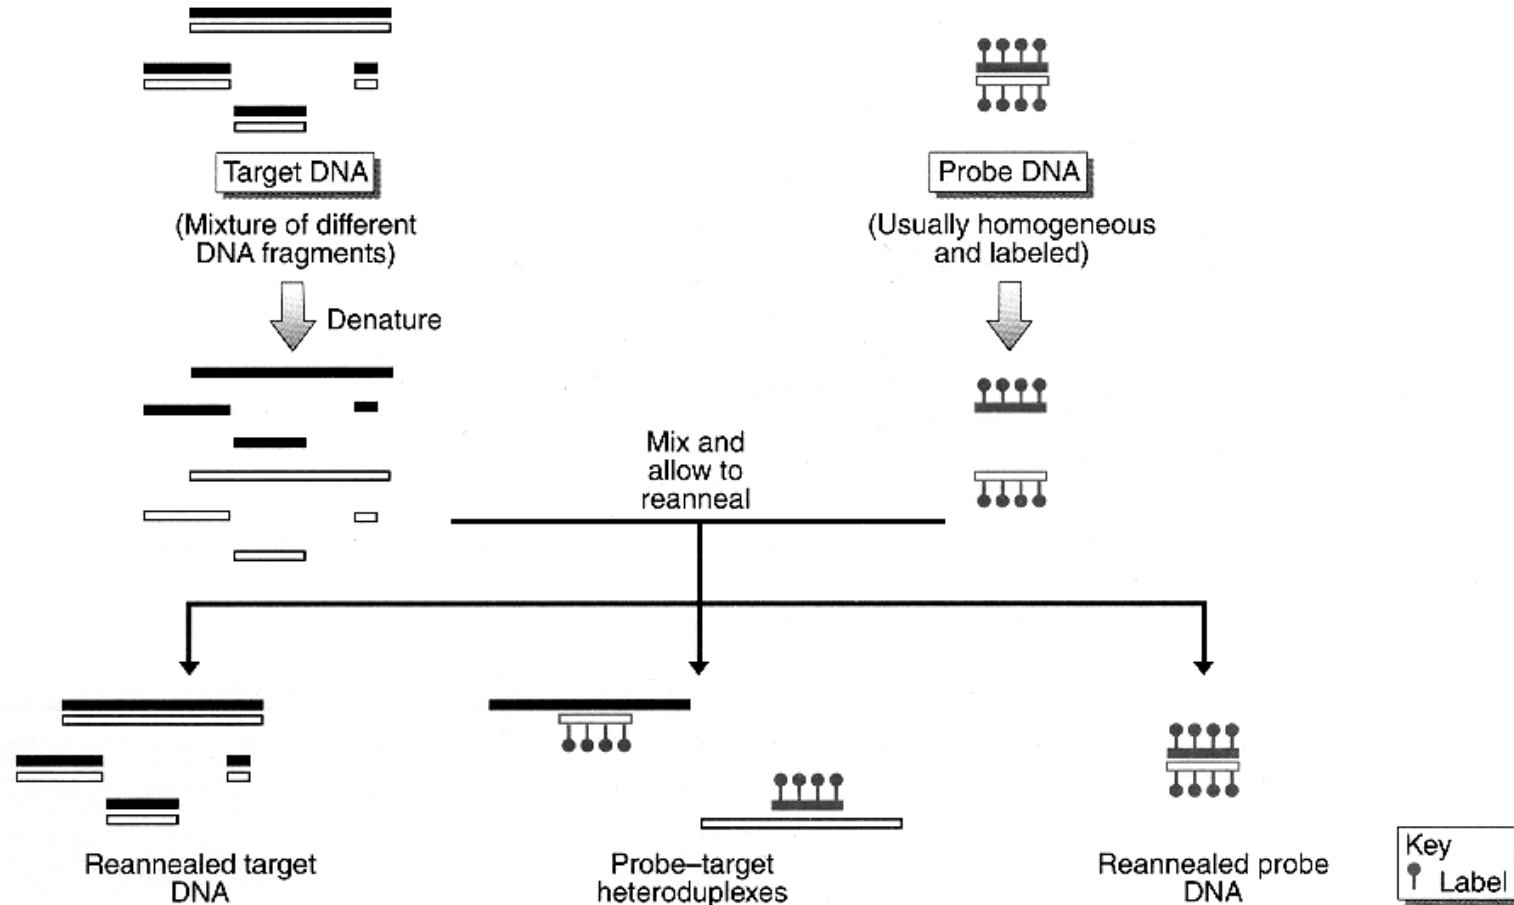 Target DNA
(Mixture of different
DNA fragments)
Probe DNA
(Usually homogeneous
and labeled)
Denature
Mix and
allow to
reanneal
Reannealed target
DNA
Probe–target
heteroduplexes
Reannealed probe
DNA
Key
Label